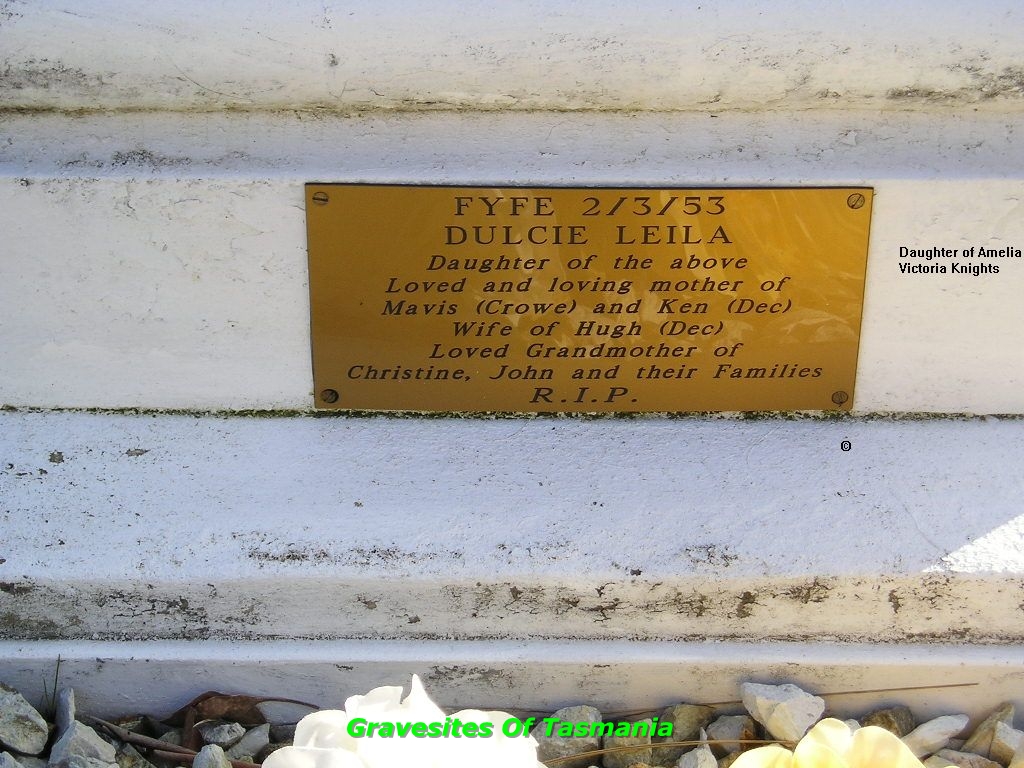 FYFE 2/3/53
DULCIE LEILA
Daughter of the above
Loved and loving mother of
Mavis (Crowe) and Ken (Dec)
Wife of Hugh (Dec)
Loved Grandmother of
Christine, John and their Families
R.I.P.
Daughter of Amelia
Victoria Knights
©
Gravesites Of Tasmania